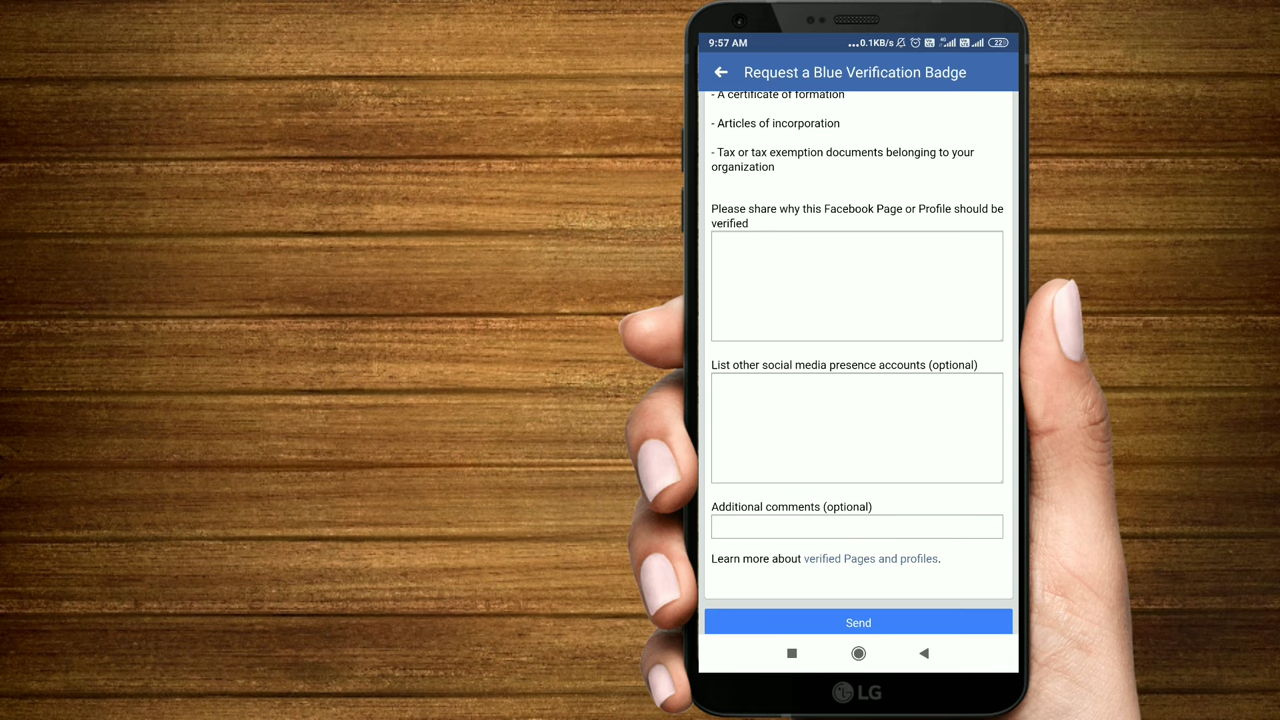 9:57 AM
...0.1KB/s
4G
22
Request a Blue Verification Badge
- A certificate of formation
- Articles of incorporation
- Tax or tax exemption documents belonging to your
organization
Please share why this Facebook Page or Profile should be
verified
List other social media presence accounts (optional)
Additional comments (optional)
Learn more about verified Pages and profiles.
Send
LG